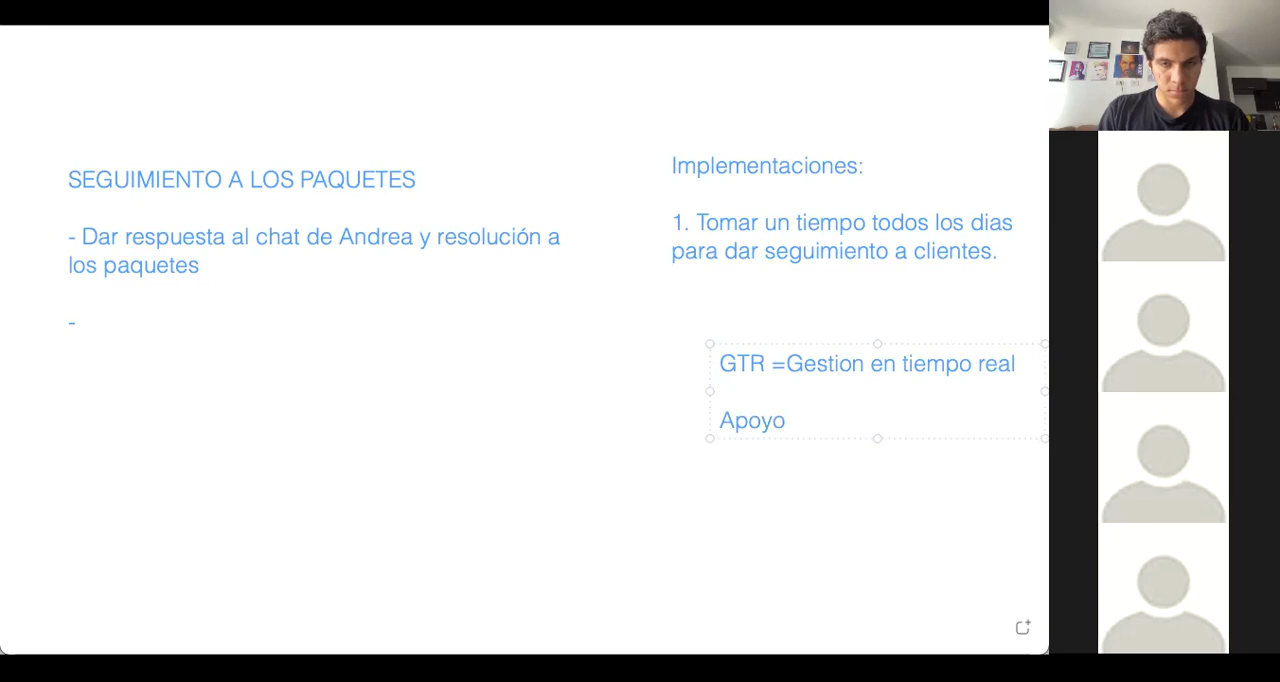 SEGUIMIENTO A LOS PAQUETES
- Dar respuesta al chat de Andrea y resolución a
los paquetes
-
Implementaciones:
1. Tomar un tiempo todos los dias
para dar seguimiento a clientes.
GTR =Gestion en tiempo real
Apoyo